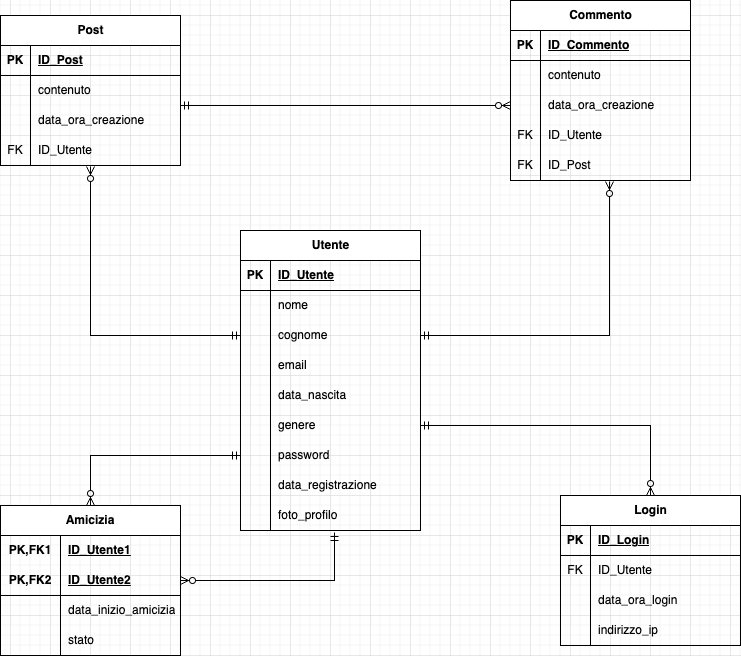 Post
PK ID_Post
contenuto
data_ora_creazione
FK ID_Utente
Commento
PK ID_Commento
contenuto
data_ora_creazione
FK ID_Utente
FK ID_Post
Utente
PK ID_Utente
nome
cognome
email
data_nascita
genere
password
data_registrazione
foto_profilo
Amicizia
PK,FK1 ID_Utente1
PK,FK2 ID_Utente2
data_inizio_amicizia
stato
Login
PK ID_Login
FK ID_Utente
data_ora_login
indirizzo_ip